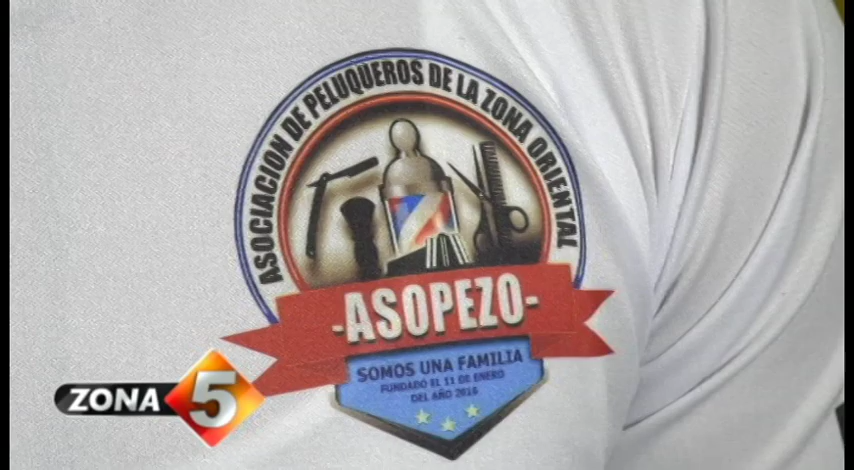 ASOCIACION DE PELUQUEROS DE LA ZONA ORIENTAL
-ASOPEZO-
SOMOS UNA FAMILIA
FUNDADO EL 11 DE ENERO
DEL AÑO 2016
ZONA 5